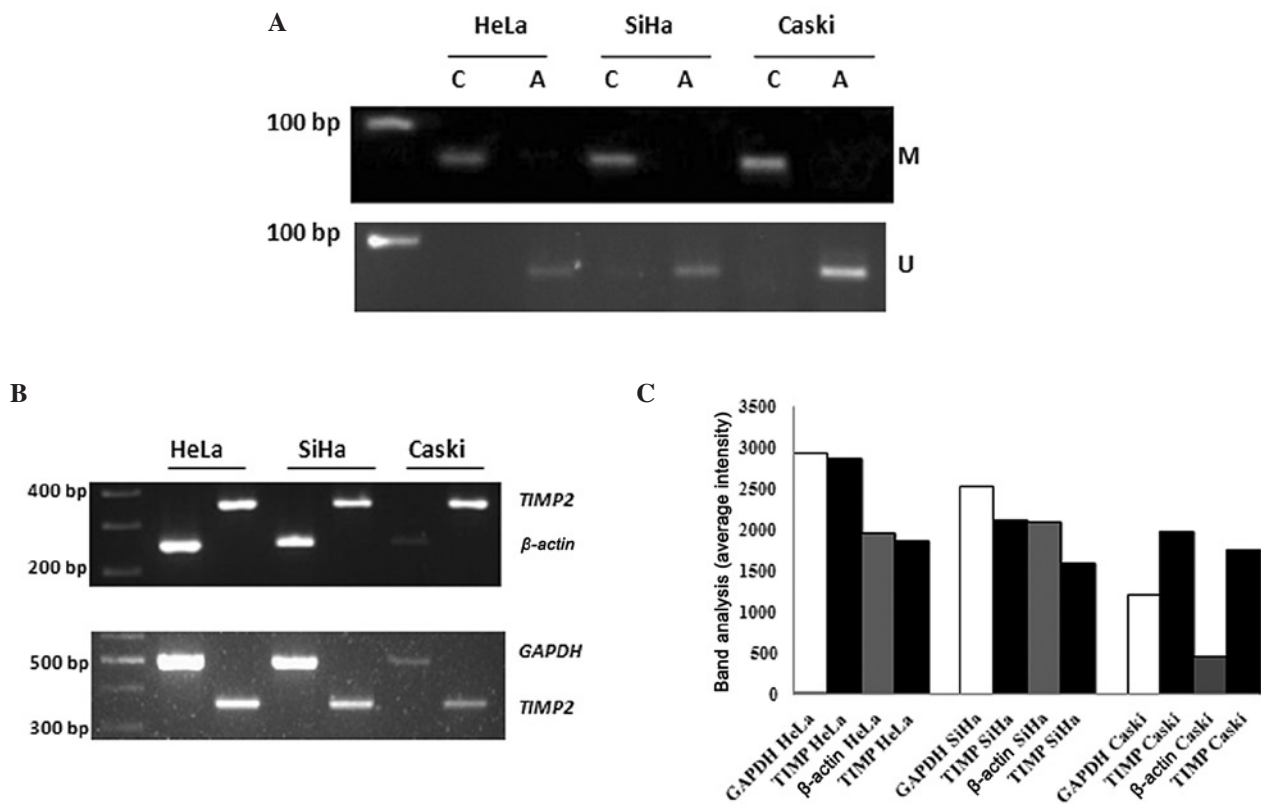 A
HeLa SiHa Caski
C A C A C A
100 bp
M
100 bp
U
B
HeLa SiHa Caski
400 bp
TIMP2
β-actin
200 bp
GAPDH
500 bp
TIMP2
300 bp
C
Band analysis (average intensity)
3500
3000
2500
2000
1500
1000
500
0
GAPDH HeLa
TIMP HeLa
β-actin HeLa
TIMP HeLa
GAPDH SiHa
TIMP SiHa
β-actin SiHa
TIMP SiHa
GAPDH Caski
TIMP Caski
β-actin Caski
TIMP Caski